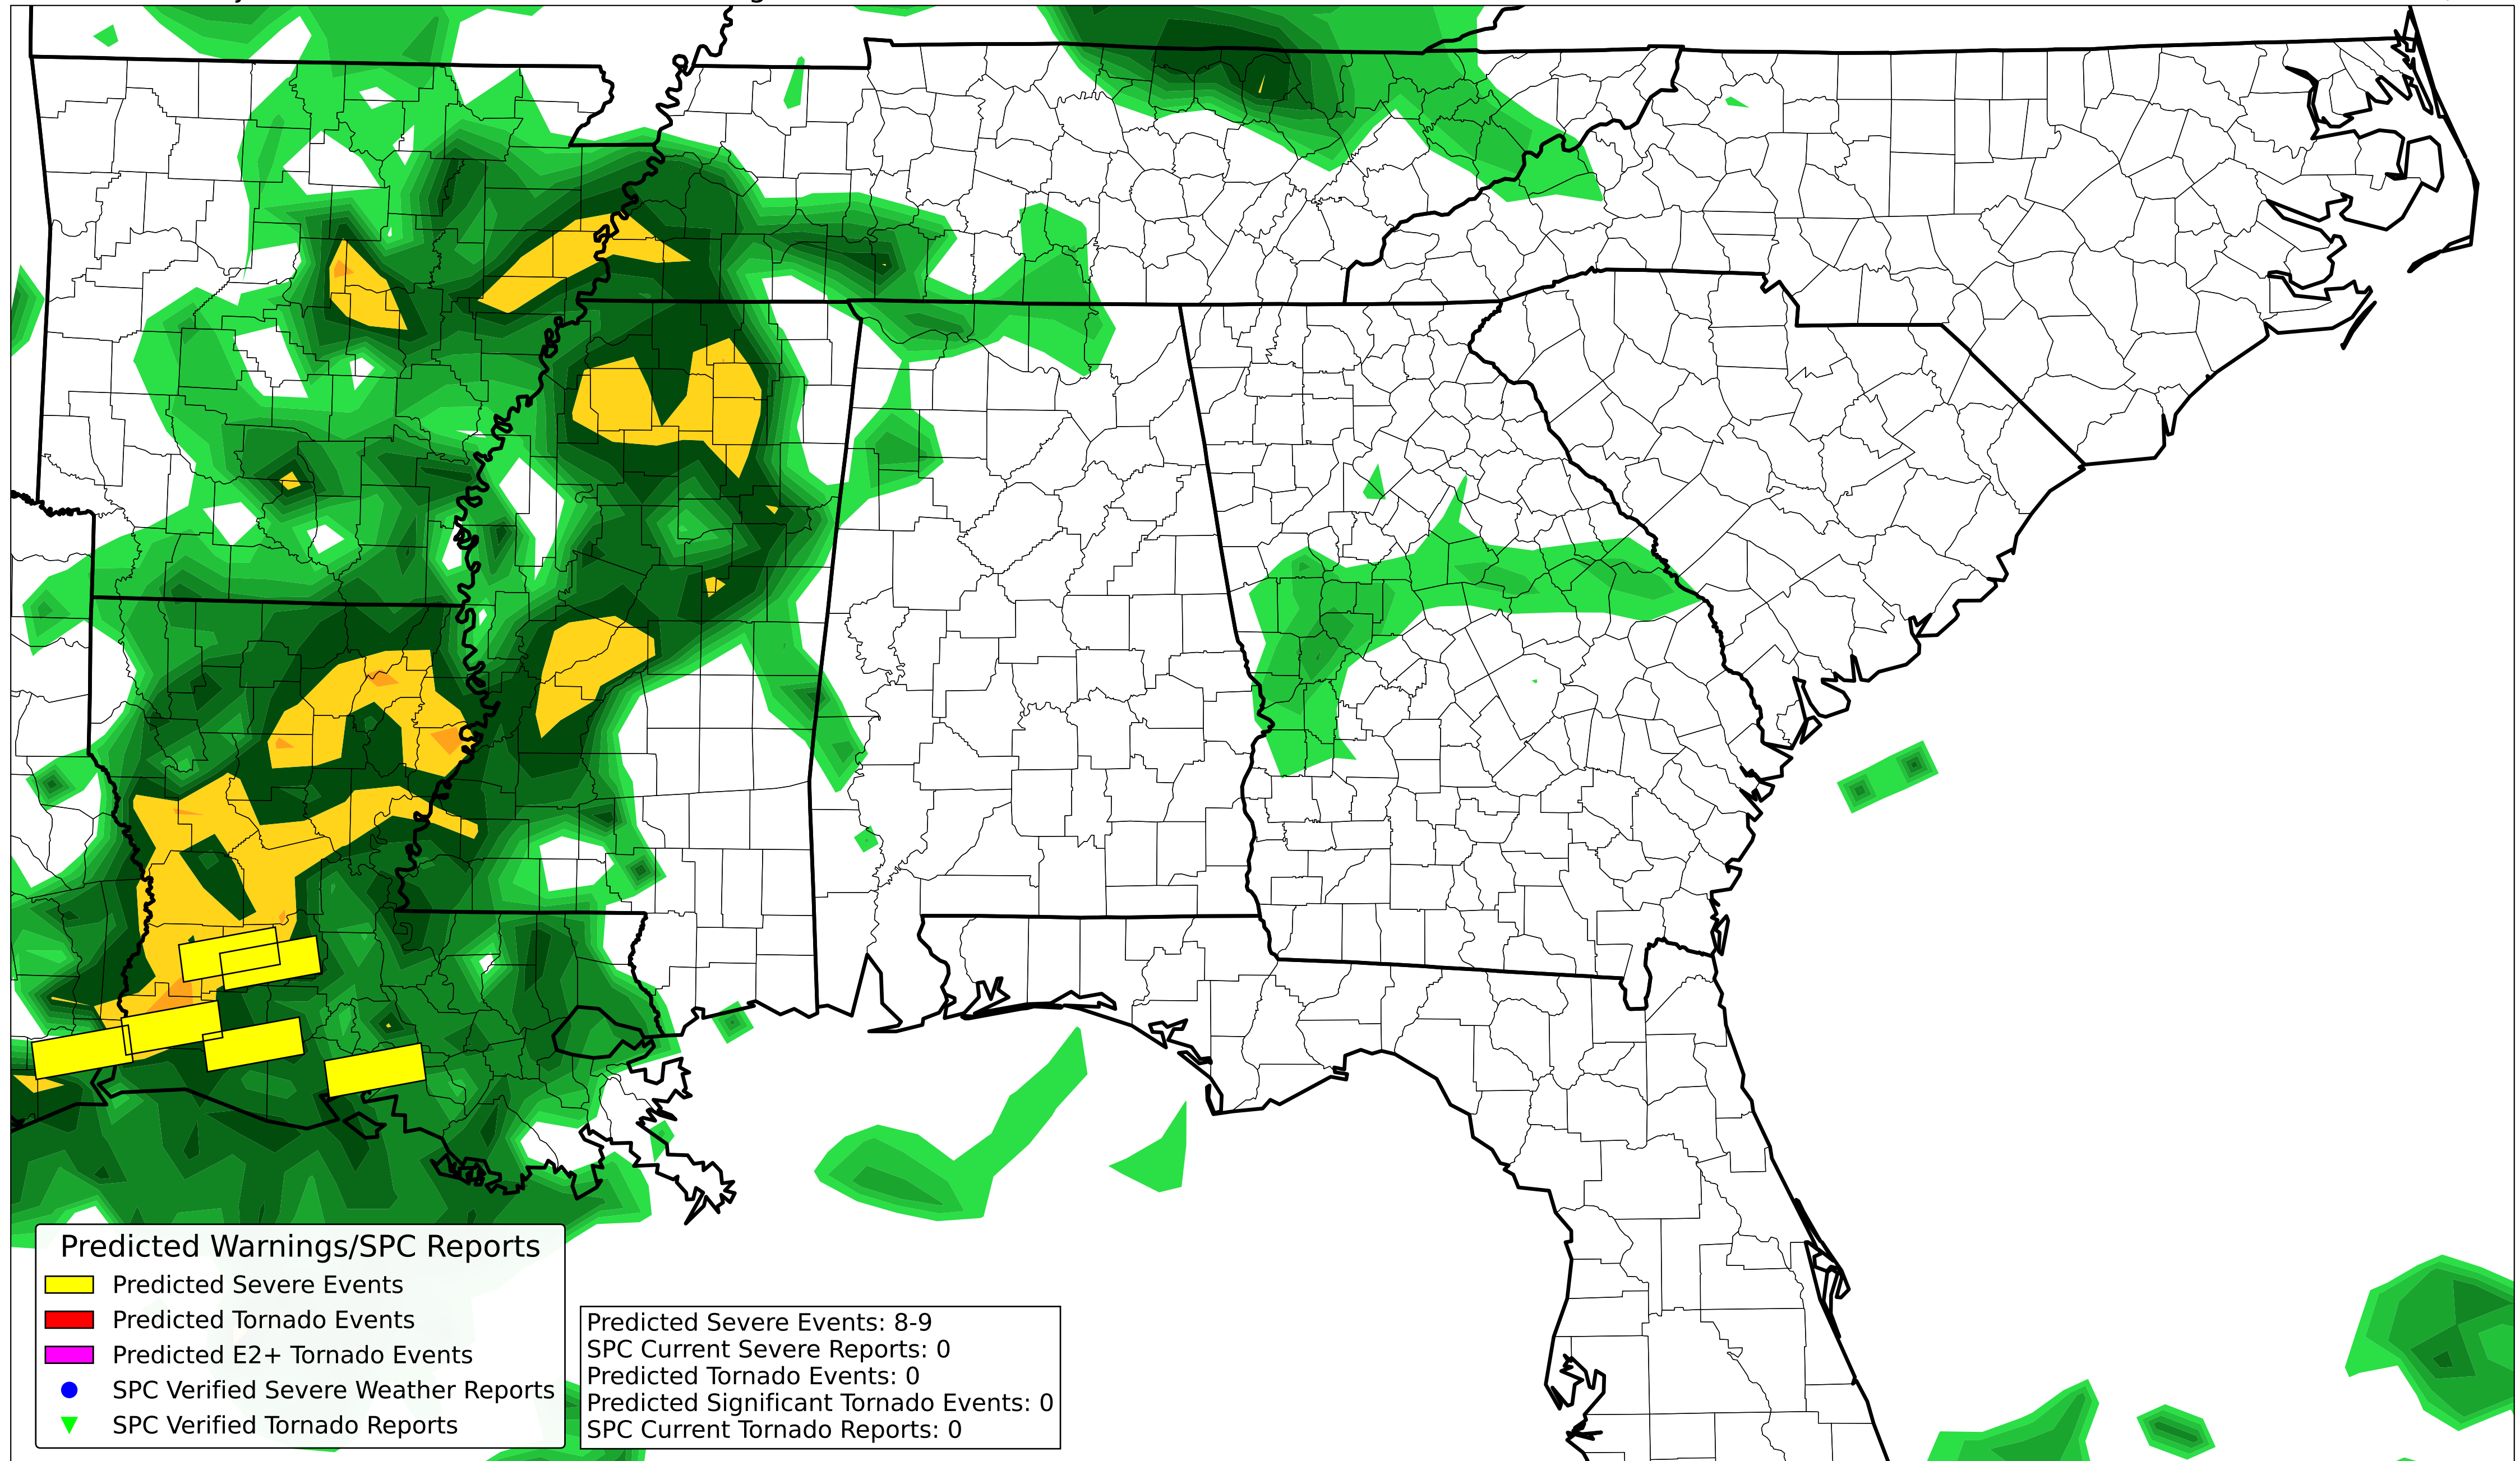 Predicted Warnings/SPC Reports
Predicted Severe Events
Predicted Tornado Events
Predicted E2+ Tornado Events
SPC Verified Severe Weather Reports
SPC Verified Tornado Reports
Predicted Severe Events: 8-9
SPC Current Severe Reports: 0
Predicted Tornado Events: 0
Predicted Significant Tornado Events: 0
SPC Current Tornado Reports: 0